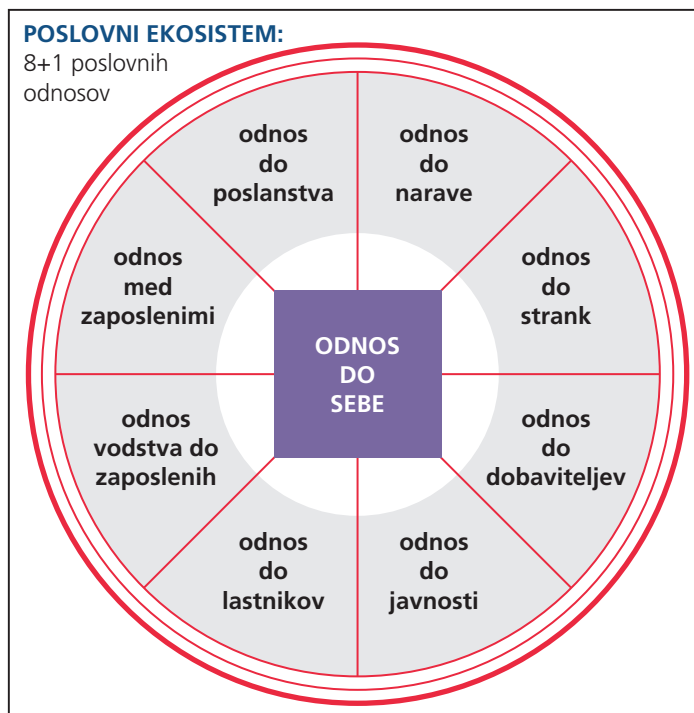 POSLOVNI EKOSISTEM:
8+1 poslovnih
odnosov
odnos
do
poslanstva
odnos
do
narave
odnos
do
strank
odnos
do
dobaviteljev
odnos
do
javnosti
odnos
do
lastnikov
odnos
vodstva do
zaposlenih
odnos
med
zaposlenimi
ODNOS
DO
SEBE